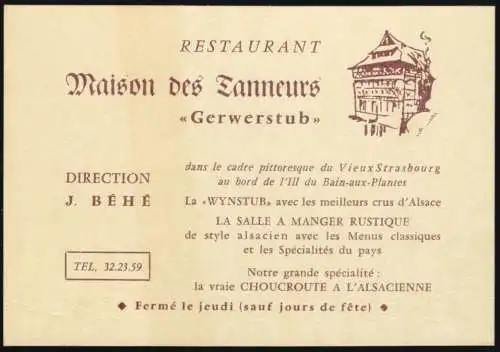 RESTAURANT
Maison des Tanneurs
«Gerwerstub»
dans le cadre pittoresque du Vieux Strasbourg
au bord de l'Ill du Bain-aux-Plantes
DIRECTION
J. BÊHÉ
La «WYNSTUB» avec les meilleurs crus d'Alsace
LA SALLE A MANGER RUSTIQUE
de style alsacien avec les Menus classiques
et les Spécialités du pays
TEL. 32.23.59
Notre grande spécialité :
la vraie CHOUCROUTE A L'ALSACIENNE
◆ Fermé le jeudi (sauf jours de fête) ◆